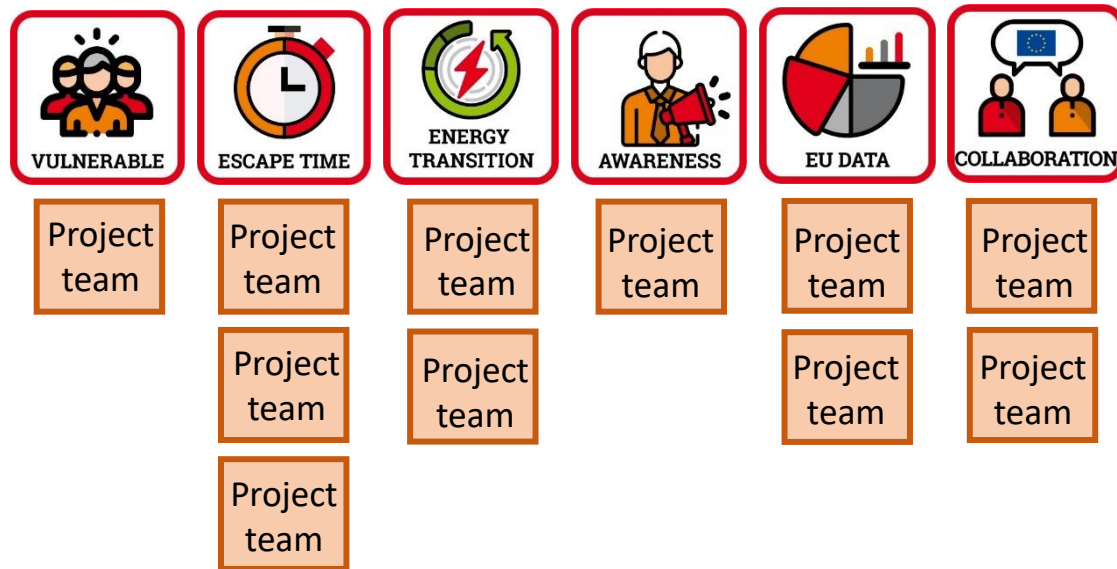 VULNERABLE
ESCAPE TIME
ENERGY
TRANSITION
AWARENESS
EU DATA
COLLABORATION
Project
team
Project
team
Project
team
Project
team
Project
team
Project
team
Project
team
Project
team
Project
team
Project
team
Project
team